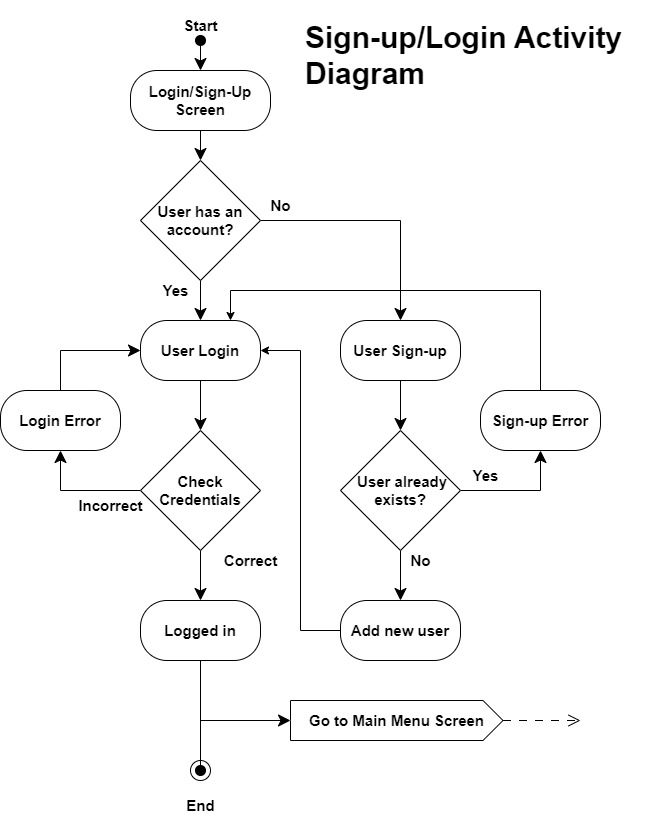 Start
Sign-up/Login Activity
Diagram
Login/Sign-Up
Screen
User has an
account?
No
Yes
User Login
User Sign-up
Login Error
Sign-up Error
Check
Credentials
User already
exists?
Yes
Incorrect
Correct
No
Logged in
Add new user
Go to Main Menu Screen
End